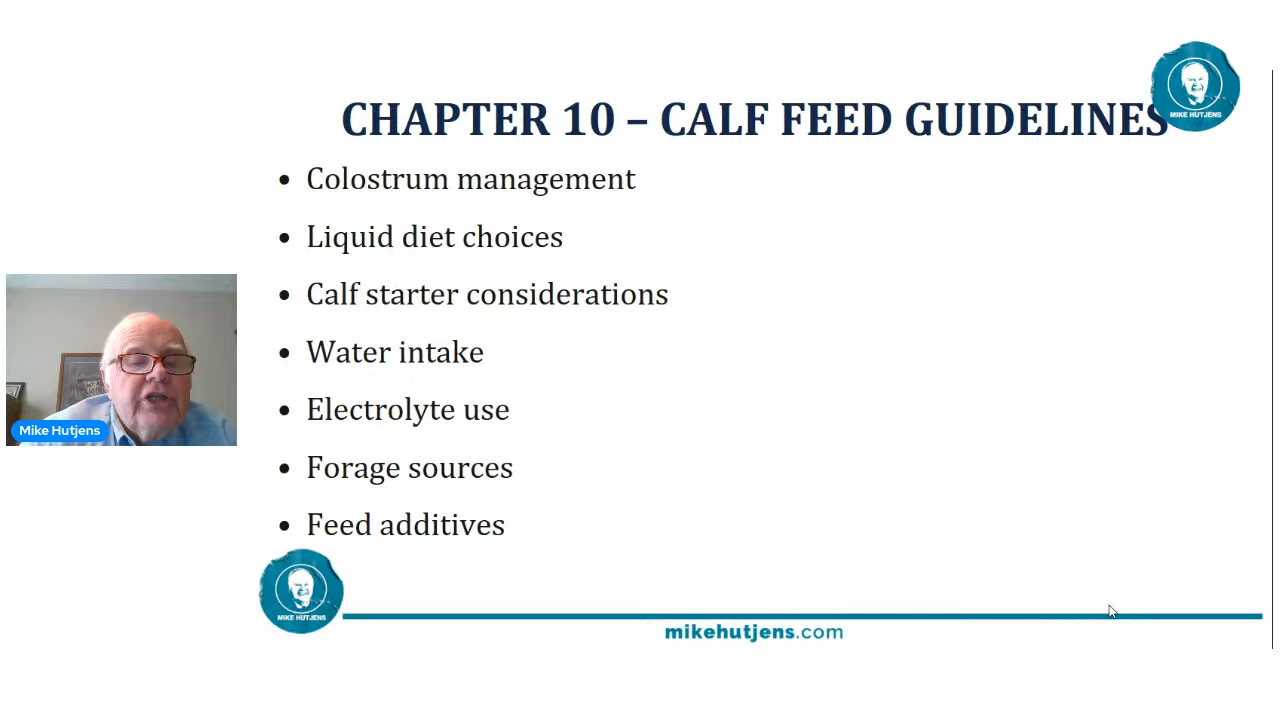 CHAPTER 10 – CALF FEED GUIDELINES
MIKE HUTJENS
• Colostrum management
• Liquid diet choices
• Calf starter considerations
• Water intake
• Electrolyte use
• Forage sources
• Feed additives
Mike Hutjens
MIKE HUTJENS
mikehutjens.com